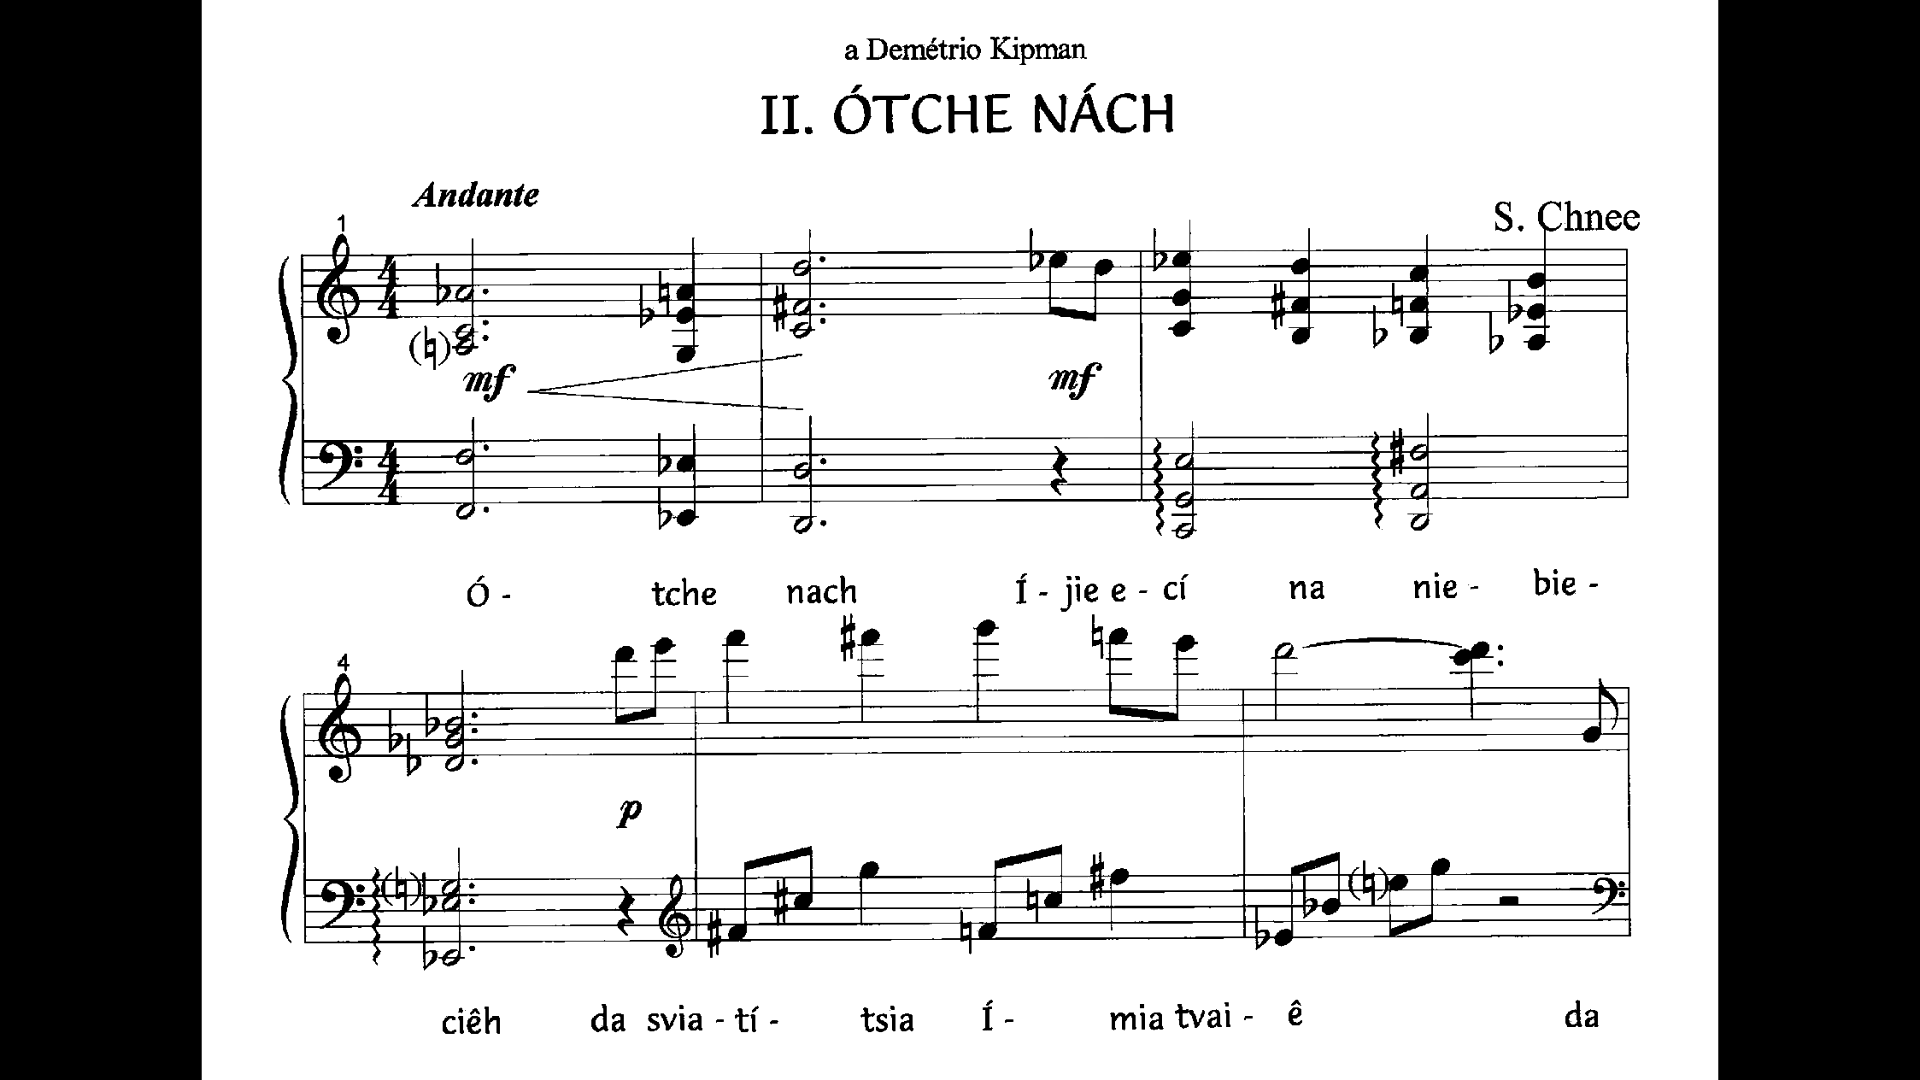 a Demétrio Kipman
II. ÓTCHE NÁCH
Andante
S. Chnee
1
mf
mf
Ó - tche nach Í - jie e - cí na nie - bie -
4
p
ciêh da svia - tí - tsia Í - mia tvai - ê da